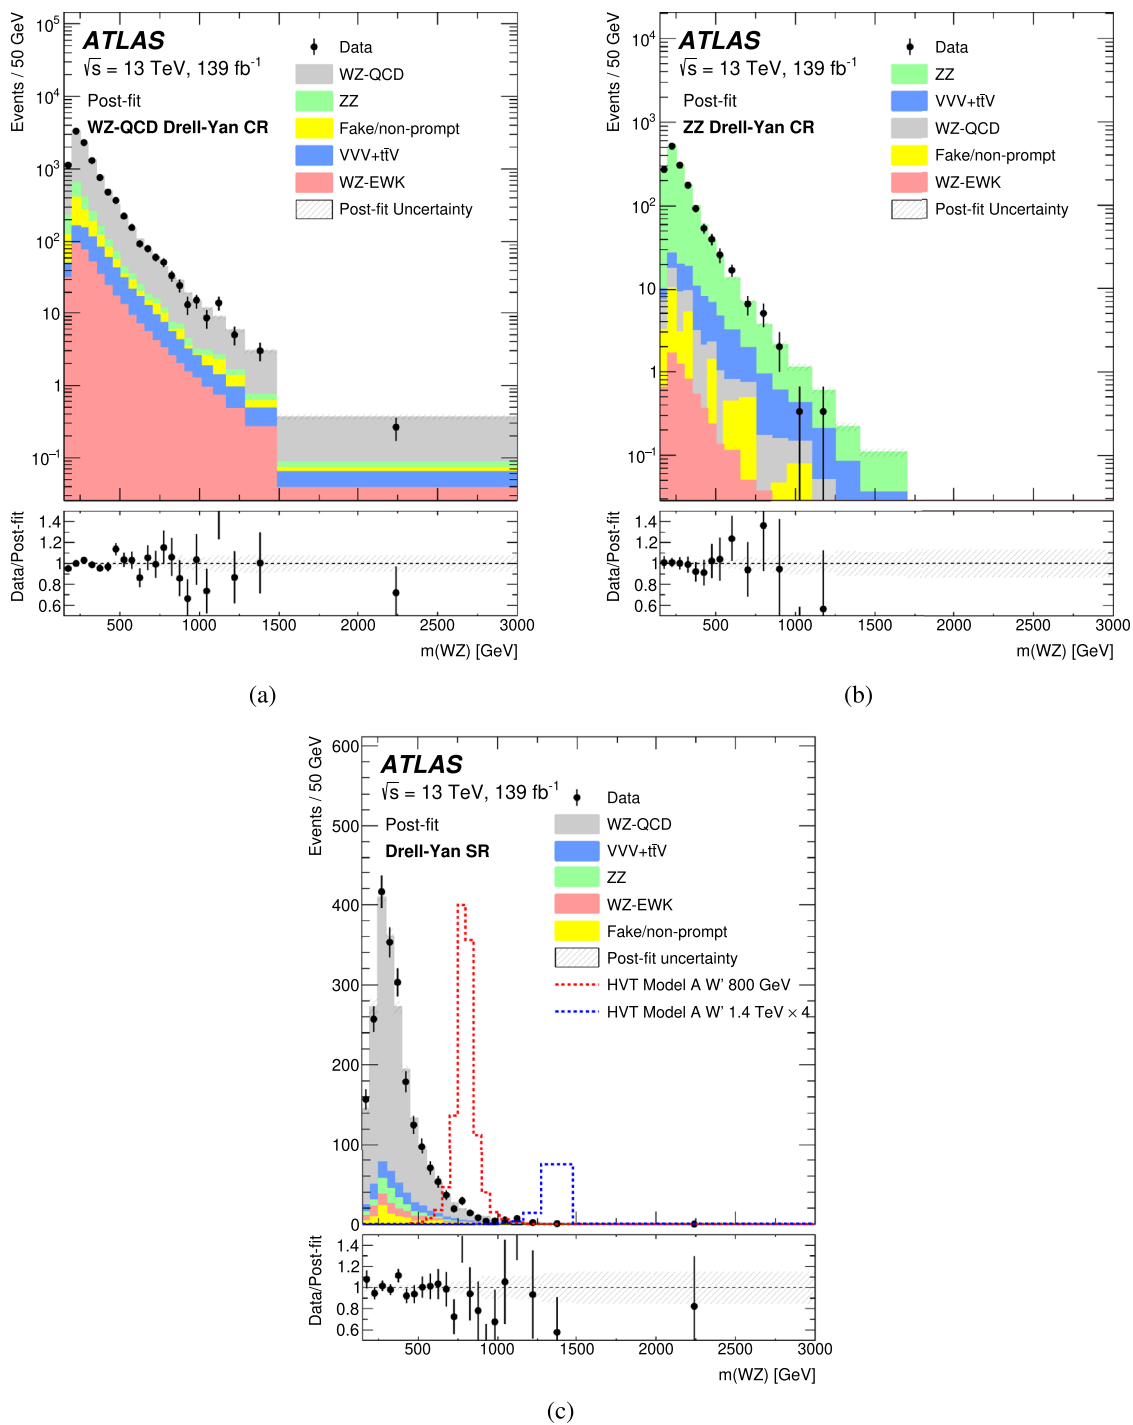 Events / 50 GeV
10⁵
10⁴
10³
10²
10
1
10⁻¹
ATLAS
√s = 13 TeV, 139 fb⁻¹
Post-fit
WZ-QCD Drell-Yan CR
Data
WZ-QCD
ZZ
Fake/non-prompt
VVV+tt̄V
WZ-EWK
Post-fit Uncertainty
Data/Post-fit
1.4
1.2
1
0.8
0.6
500 1000 1500 2000 2500 3000
m(WZ) [GeV]
(a)
Events / 50 GeV
10⁴
10³
10²
10
1
10⁻¹
ATLAS
√s = 13 TeV, 139 fb⁻¹
Post-fit
ZZ Drell-Yan CR
Data
ZZ
VVV+tt̄V
WZ-QCD
Fake/non-prompt
WZ-EWK
Post-fit Uncertainty
Data/Post-fit
1.4
1.2
1
0.8
0.6
500 1000 1500 2000 2500 3000
m(WZ) [GeV]
(b)
Events / 50 GeV
600
500
400
300
200
100
0
ATLAS
√s = 13 TeV, 139 fb⁻¹
Post-fit
Drell-Yan SR
Data
WZ-QCD
VVV+tt̄V
ZZ
WZ-EWK
Fake/non-prompt
Post-fit uncertainty
HVT Model A W' 800 GeV
HVT Model A W' 1.4 TeV × 4
Data/Post-fit
1.4
1.2
1
0.8
0.6
500 1000 1500 2000 2500 3000
m(WZ) [GeV]
(c)